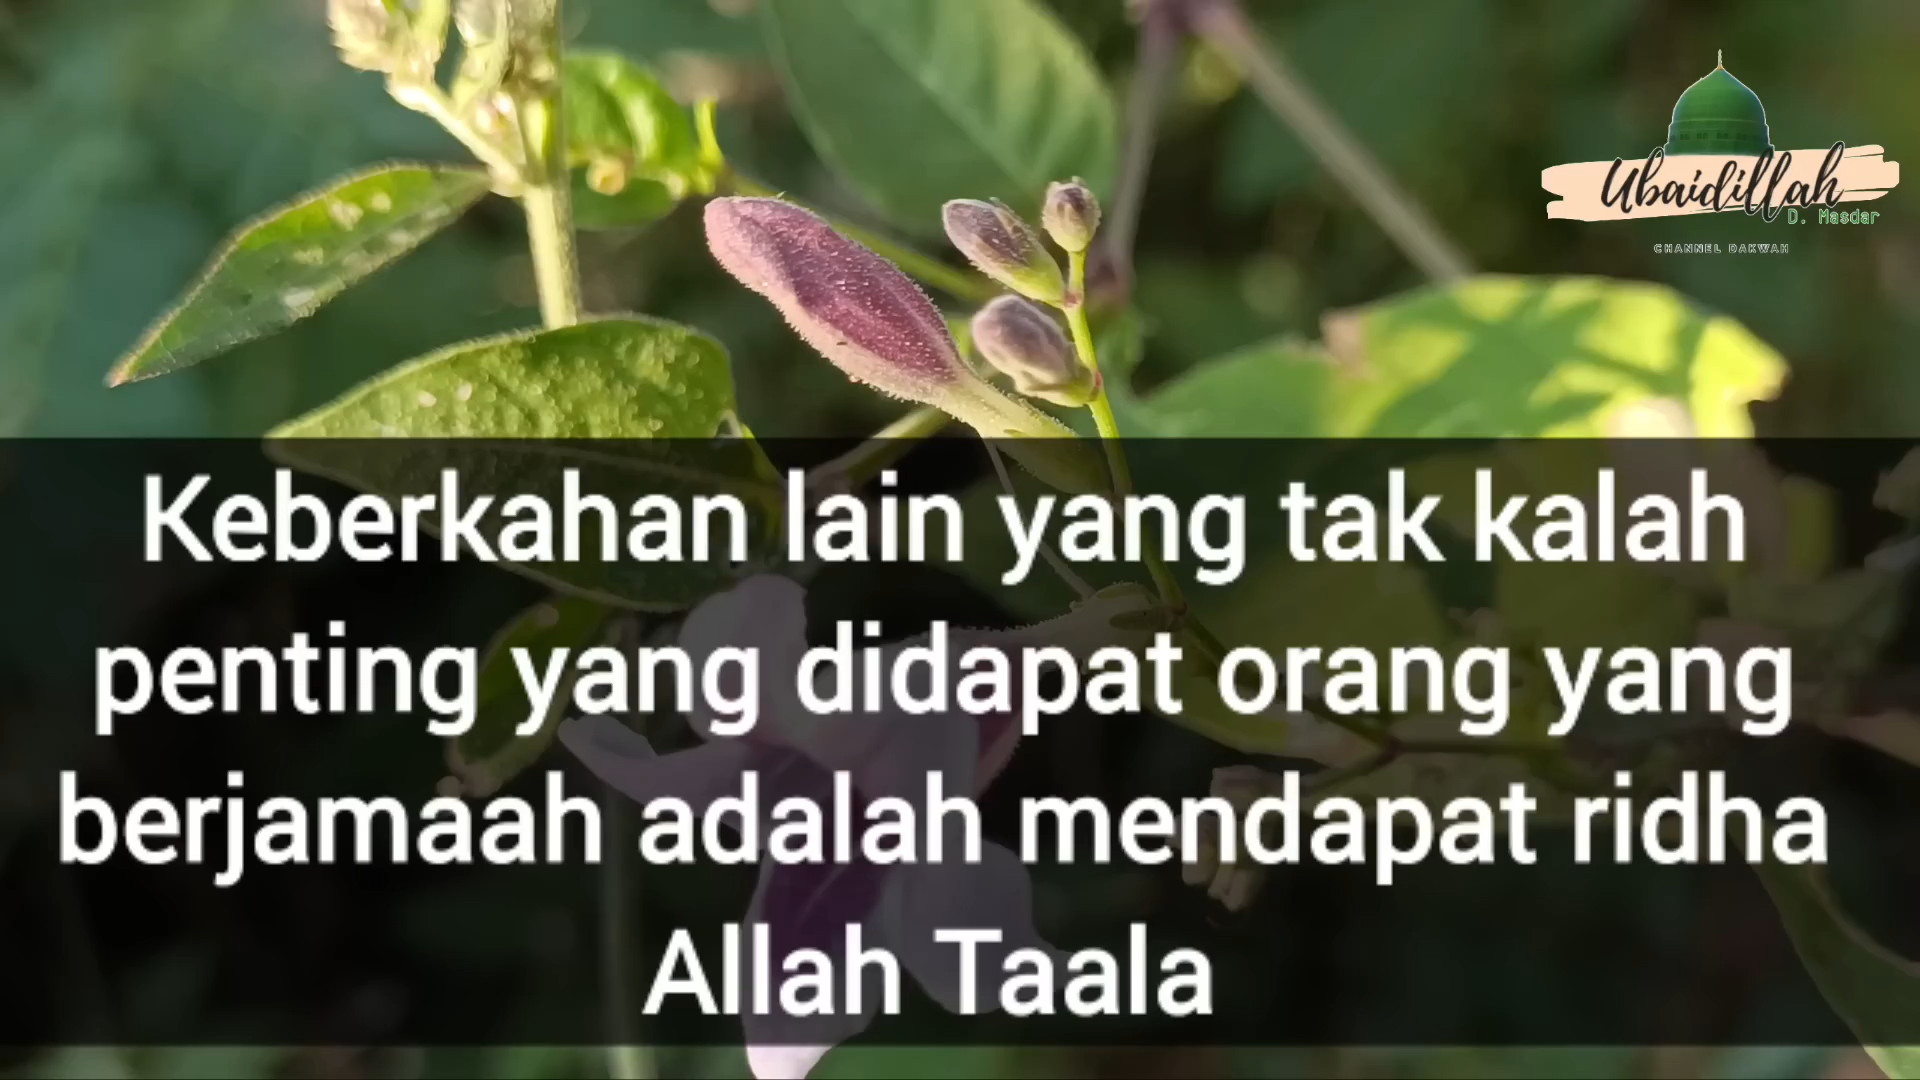 Ubaidillah
D. Masdar
CHANNEL DAKWAH
Keberkahan lain yang tak kalah
penting yang didapat orang yang
berjamaah adalah mendapat ridha
Allah Taala